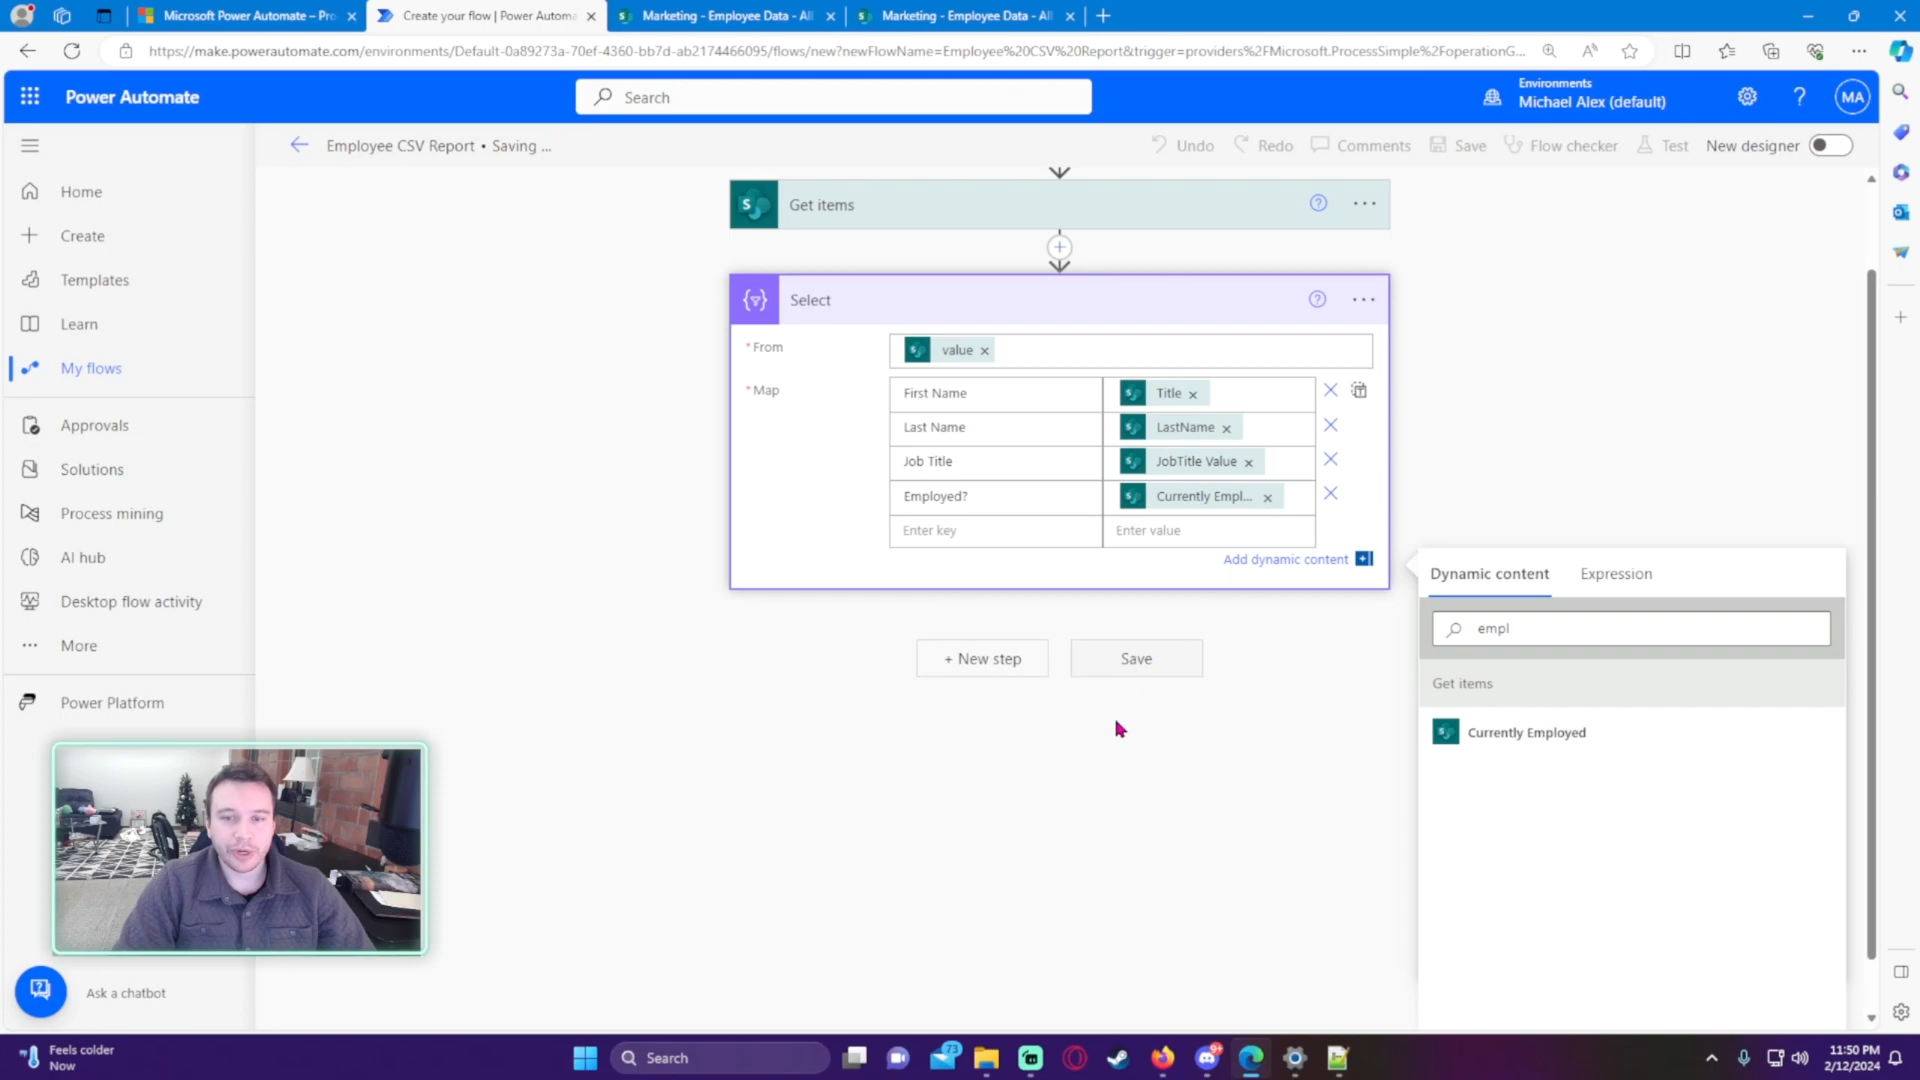 Microsoft Power Automate – Pro
Create your flow | Power Automa
Marketing - Employee Data - All
Marketing - Employee Data - All
https://make.powerautomate.com/environments/Default-0a89273a-70ef-4360-bb7d-ab2174466095/flows/new?newFlowName=Employee%20CSV%20Report&trigger=providers%2FMicrosoft.ProcessSimple%2FoperationG...
Power Automate
Search
Environments
Michael Alex (default)
MA
Employee CSV Report • Saving ...
Undo
Redo
Comments
Save
Flow checker
Test
New designer
Home
Create
Templates
Learn
My flows
Approvals
Solutions
Process mining
AI hub
Desktop flow activity
More
Power Platform
Ask a chatbot
Get items
Select
* From
value
* Map
First Name
Title
Last Name
LastName
Job Title
JobTitle Value
Employed?
Currently Empl...
Enter key
Enter value
Add dynamic content
+ New step
Save
Dynamic content
Expression
empl
Get items
Currently Employed
Feels colder
Now
Search
73
9+
11:50 PM
2/12/2024